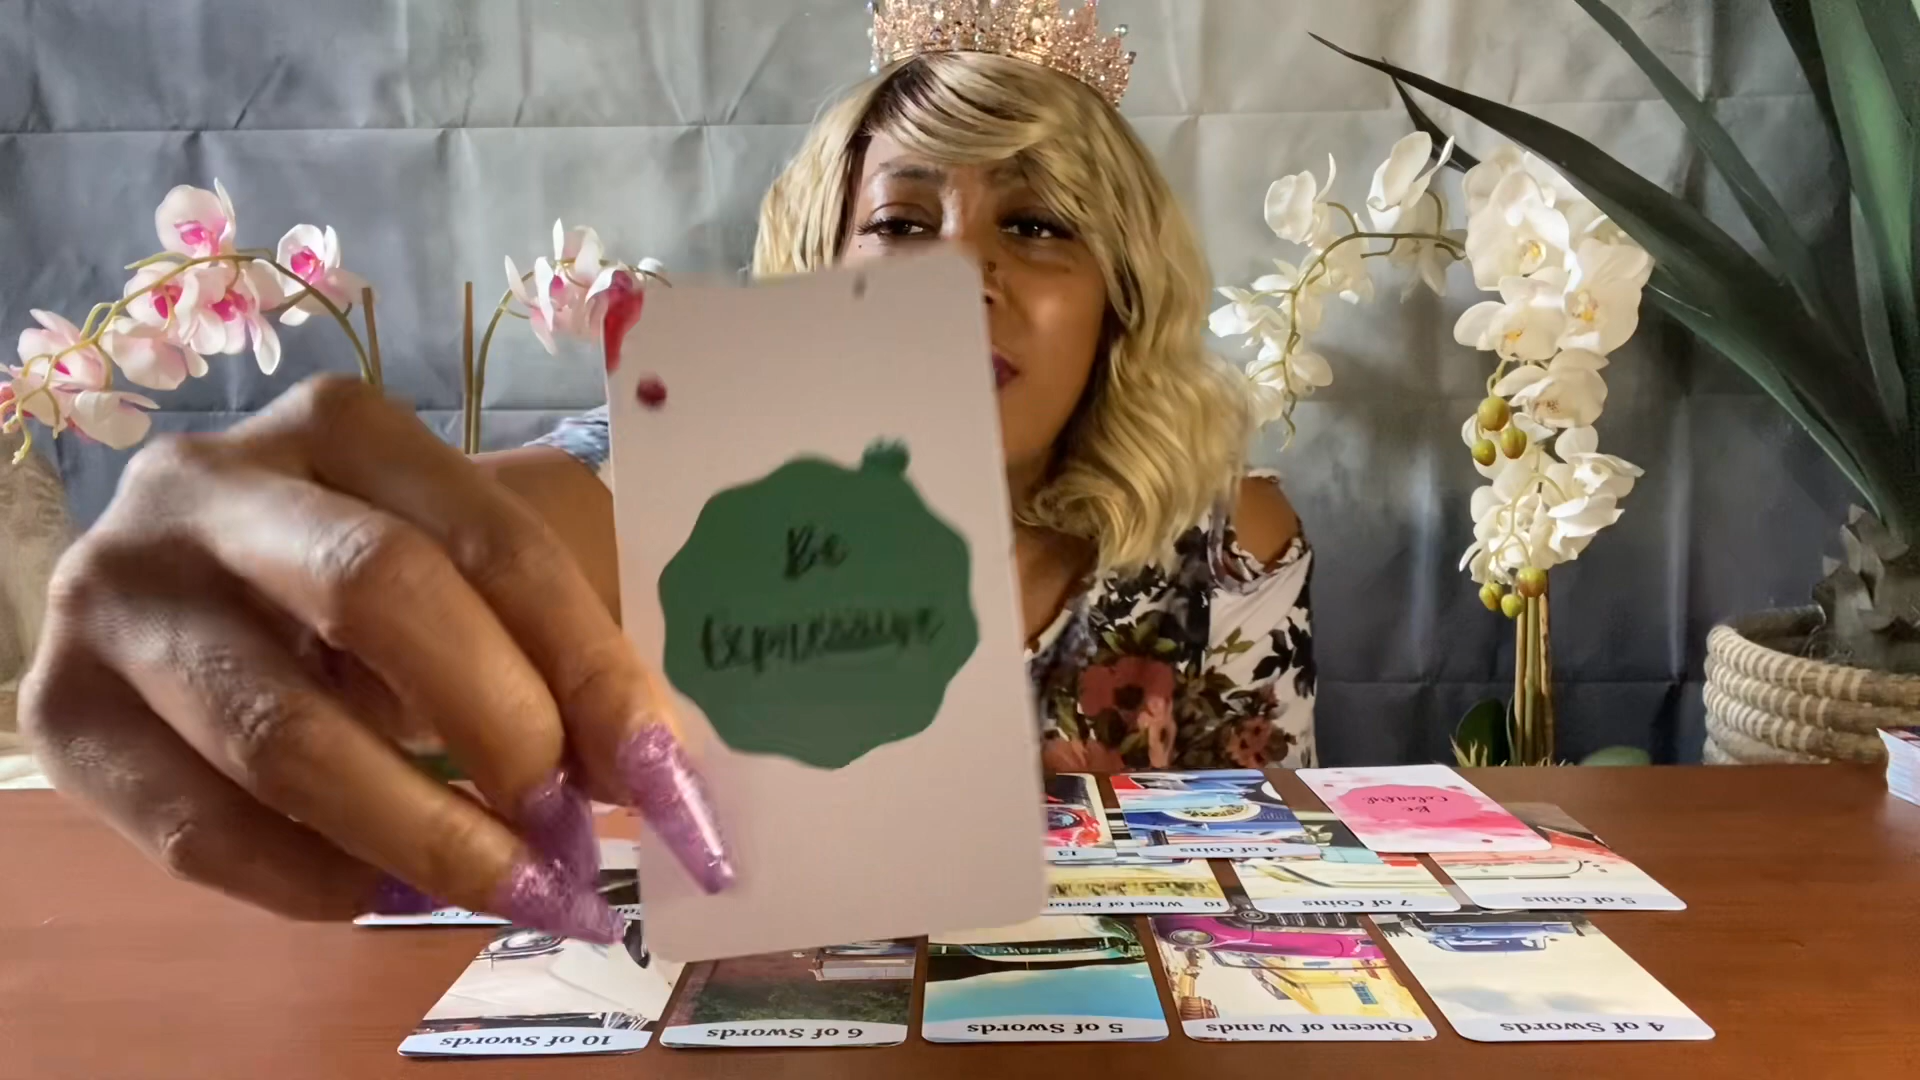 Be
Expressive
13
4 of Coins
Be
Colorful
10 Wheel of Fortune
7 of Coins
5 of Coins
10 of Swords
6 of Swords
5 of Swords
Queen of Wands
4 of Swords